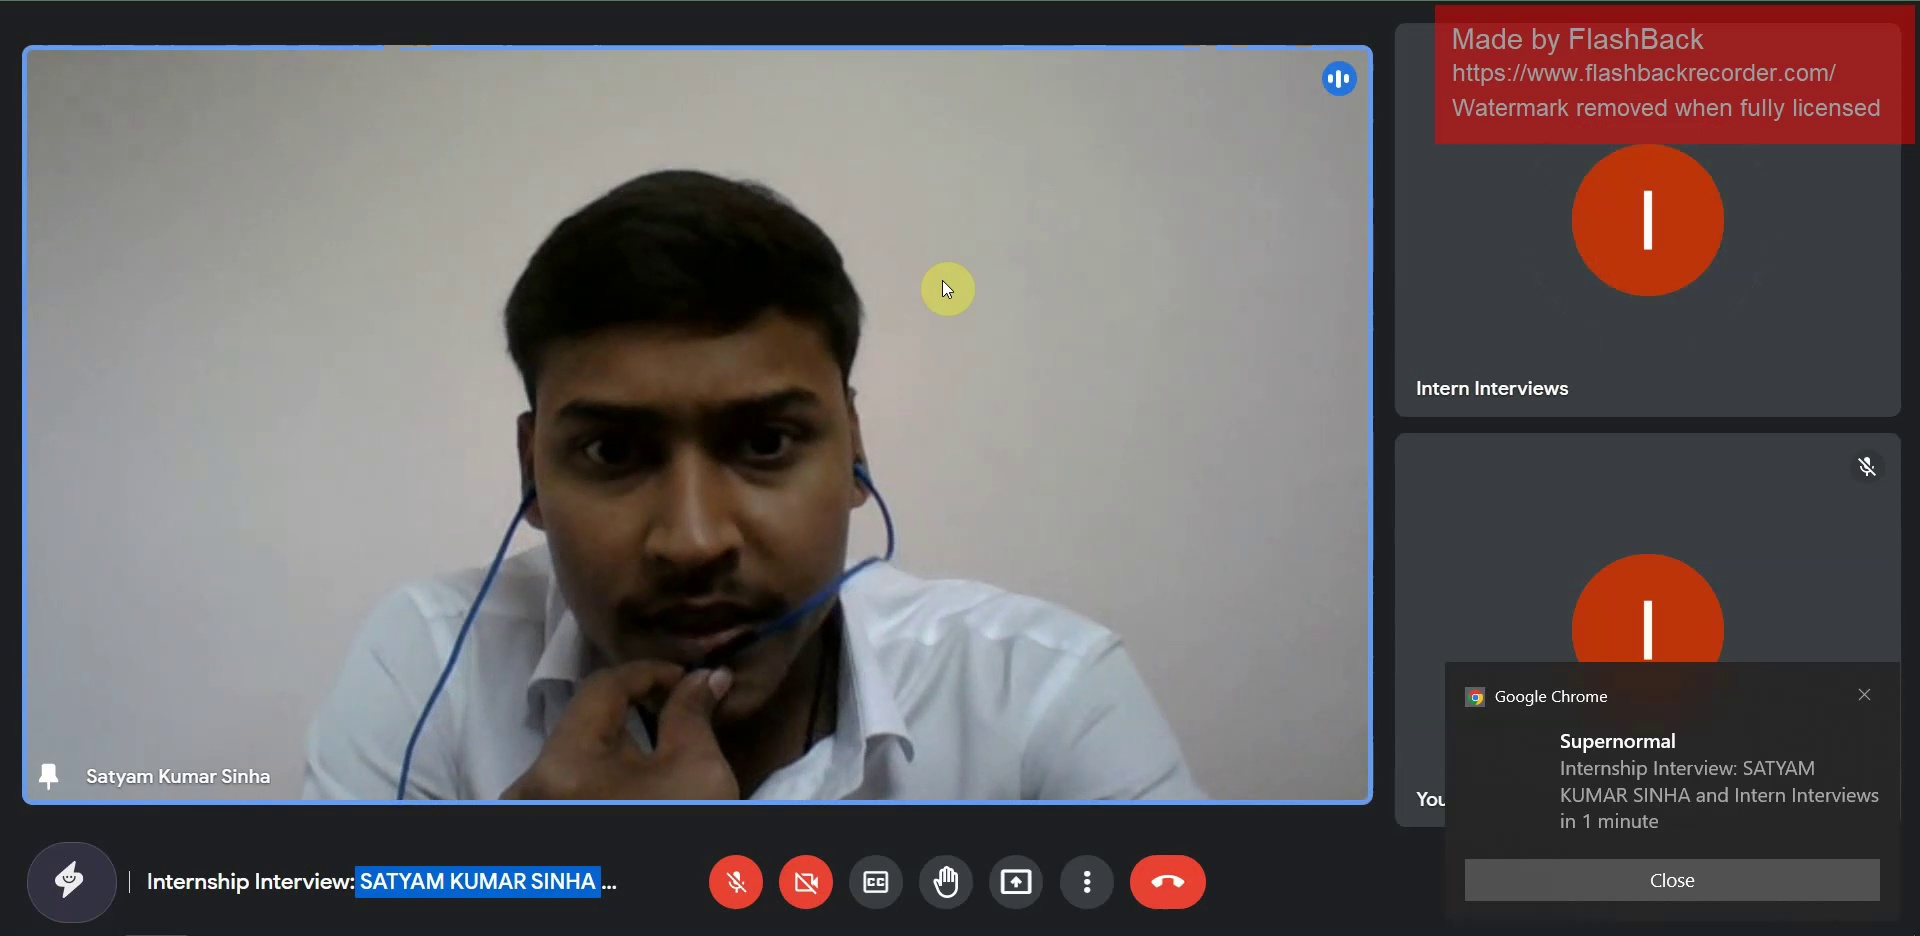 Made by FlashBack
https://www.flashbackrecorder.com/
Watermark removed when fully licensed
I
Intern Interviews
I
Satyam Kumar Sinha
You
Google Chrome
Supernormal
Internship Interview: SATYAM
KUMAR SINHA and Intern Interviews
in 1 minute
Close
Internship Interview: SATYAM KUMAR SINHA ...
CC